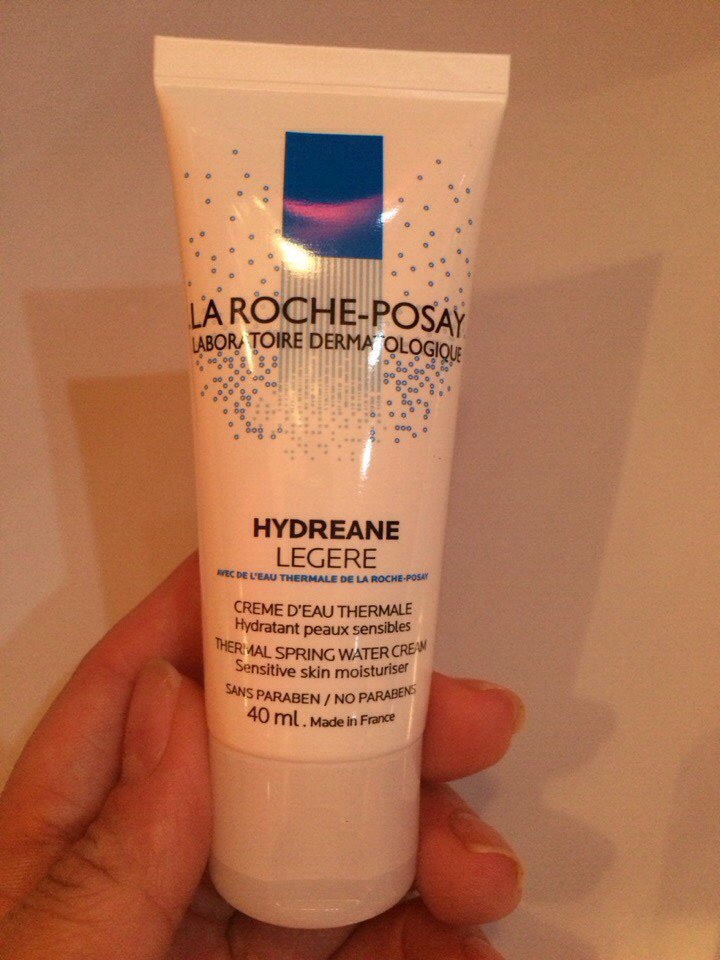 LA ROCHE-POSAY
LABORATOIRE DERMATOLOGIQUE
HYDREANE
LEGERE
AVEC DE L'EAU THERMALE DE LA ROCHE-POSAY
CREME D'EAU THERMALE
Hydratant peaux sensibles
THERMAL SPRING WATER CREAM
Sensitive skin moisturiser
SANS PARABEN / NO PARABENS
40 ml . Made in France